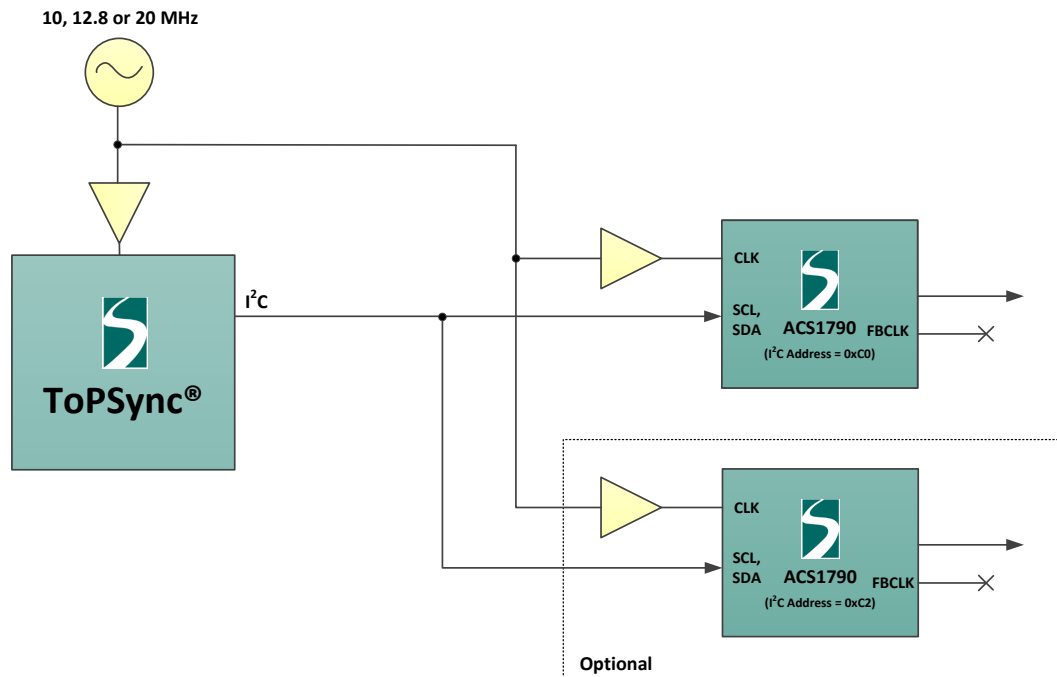 10, 12.8 or 20 MHz
I²C
ToPSync®
CLK
SCL,
SDA
ACS1790
FBCLK
(I²C Address = 0xC0)
CLK
SCL,
SDA
ACS1790
FBCLK
(I²C Address = 0xC2)
Optional